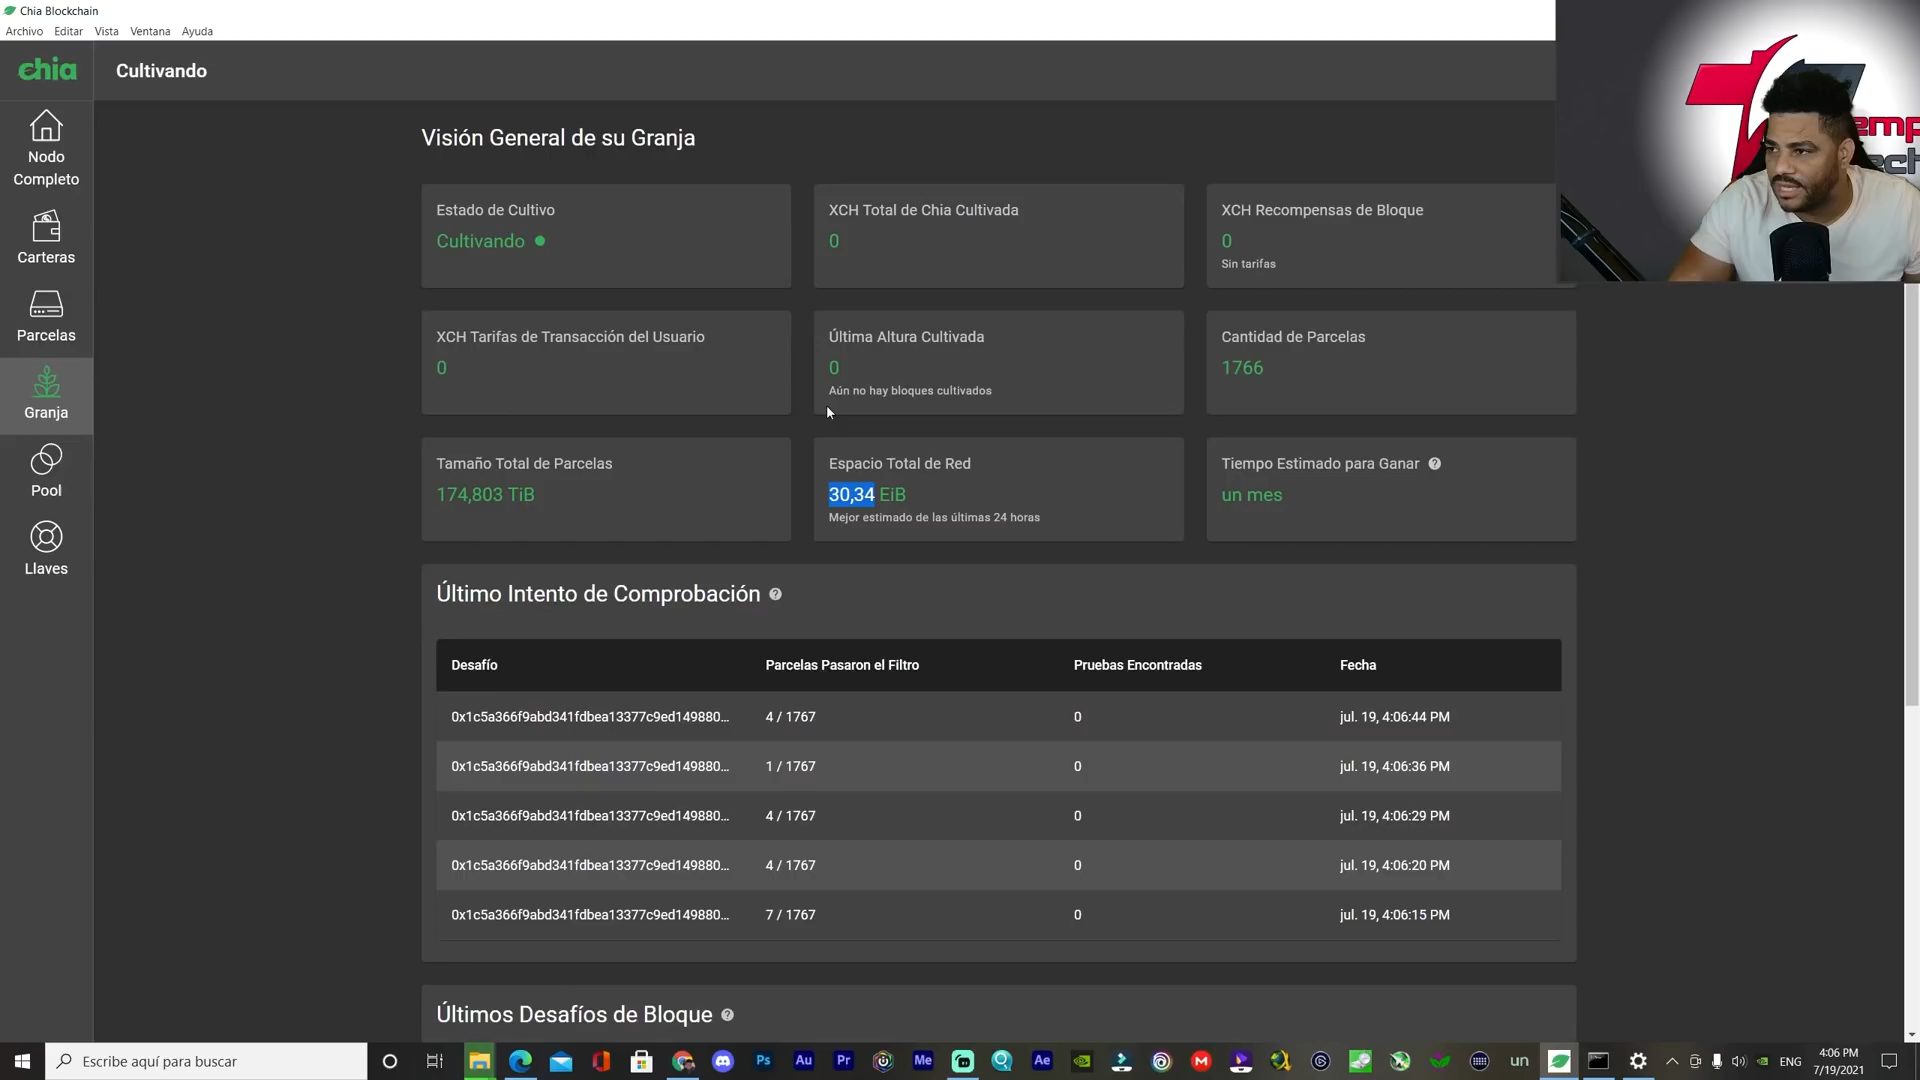 Chia Blockchain
Archivo Editar Vista Ventana Ayuda
chia
Cultivando
Nodo
Completo
Carteras
Parcelas
Granja
Pool
Llaves
Visión General de su Granja
Estado de Cultivo
Cultivando
XCH Total de Chia Cultivada
0
XCH Recompensas de Bloque
0
Sin tarifas
XCH Tarifas de Transacción del Usuario
0
Última Altura Cultivada
0
Aún no hay bloques cultivados
Cantidad de Parcelas
1766
Tamaño Total de Parcelas
174,803 TiB
Espacio Total de Red
30,34 EiB
Mejor estimado de las últimas 24 horas
Tiempo Estimado para Ganar ?
un mes
Último Intento de Comprobación ?
Desafío Parcelas Pasaron el Filtro Pruebas Encontradas Fecha
0x1c5a366f9abd341fdbea13377c9ed149880... 4 / 1767 0 jul. 19, 4:06:44 PM
0x1c5a366f9abd341fdbea13377c9ed149880... 1 / 1767 0 jul. 19, 4:06:36 PM
0x1c5a366f9abd341fdbea13377c9ed149880... 4 / 1767 0 jul. 19, 4:06:29 PM
0x1c5a366f9abd341fdbea13377c9ed149880... 4 / 1767 0 jul. 19, 4:06:20 PM
0x1c5a366f9abd341fdbea13377c9ed149880... 7 / 1767 0 jul. 19, 4:06:15 PM
Últimos Desafíos de Bloque ?
Escribe aquí para buscar
Ps Au Pr Me Ae un ENG
4:06 PM
7/19/2021